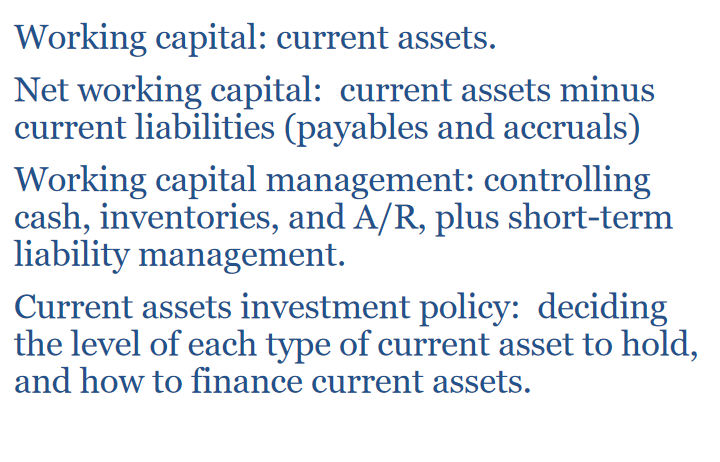 Working capital: current assets.
Net working capital:  current assets minus
current liabilities (payables and accruals)
Working capital management: controlling
cash, inventories, and A/R, plus short-term
liability management.
Current assets investment policy:  deciding
the level of each type of current asset to hold,
and how to finance current assets.